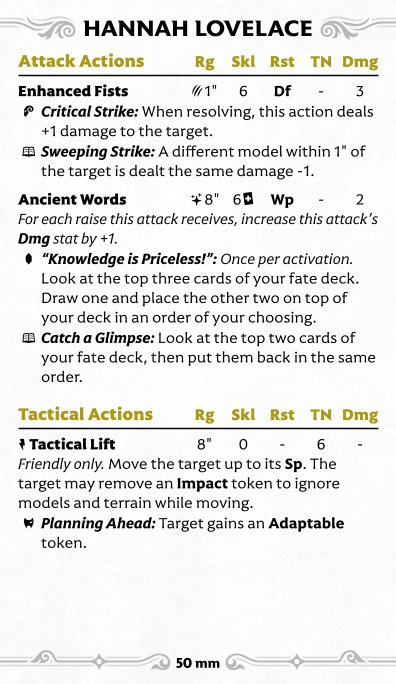 HANNAH LOVELACE
Attack Actions Rg Skl Rst TN Dmg
Enhanced Fists 1" 6 Df - 3
Critical Strike: When resolving, this action deals
+1 damage to the target.
Sweeping Strike: A different model within 1" of
the target is dealt the same damage -1.
Ancient Words 8" 6 Wp - 2
For each raise this attack receives, increase this attack's
Dmg stat by +1.
"Knowledge is Priceless!": Once per activation.
Look at the top three cards of your fate deck.
Draw one and place the other two on top of
your deck in an order of your choosing.
Catch a Glimpse: Look at the top two cards of
your fate deck, then put them back in the same
order.
Tactical Actions Rg Skl Rst TN Dmg
Tactical Lift 8" 0 - 6 -
Friendly only. Move the target up to its Sp. The
target may remove an Impact token to ignore
models and terrain while moving.
Planning Ahead: Target gains an Adaptable
token.
50 mm